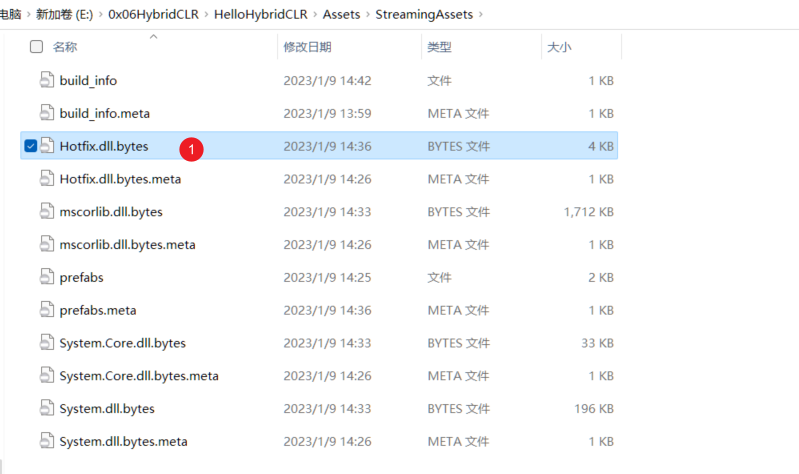 电脑 › 新加卷 (E:) › 0x06HybridCLR › HelloHybridCLR › Assets › StreamingAssets ›
名称 修改日期 类型 大小
build_info 2023/1/9 14:42 文件 1 KB
build_info.meta 2023/1/9 13:59 META 文件 1 KB
Hotfix.dll.bytes 1 2023/1/9 14:36 BYTES 文件 4 KB
Hotfix.dll.bytes.meta 2023/1/9 14:26 META 文件 1 KB
mscorlib.dll.bytes 2023/1/9 14:33 BYTES 文件 1,712 KB
mscorlib.dll.bytes.meta 2023/1/9 14:26 META 文件 1 KB
prefabs 2023/1/9 14:25 文件 2 KB
prefabs.meta 2023/1/9 14:36 META 文件 1 KB
System.Core.dll.bytes 2023/1/9 14:33 BYTES 文件 33 KB
System.Core.dll.bytes.meta 2023/1/9 14:26 META 文件 1 KB
System.dll.bytes 2023/1/9 14:33 BYTES 文件 196 KB
System.dll.bytes.meta 2023/1/9 14:26 META 文件 1 KB